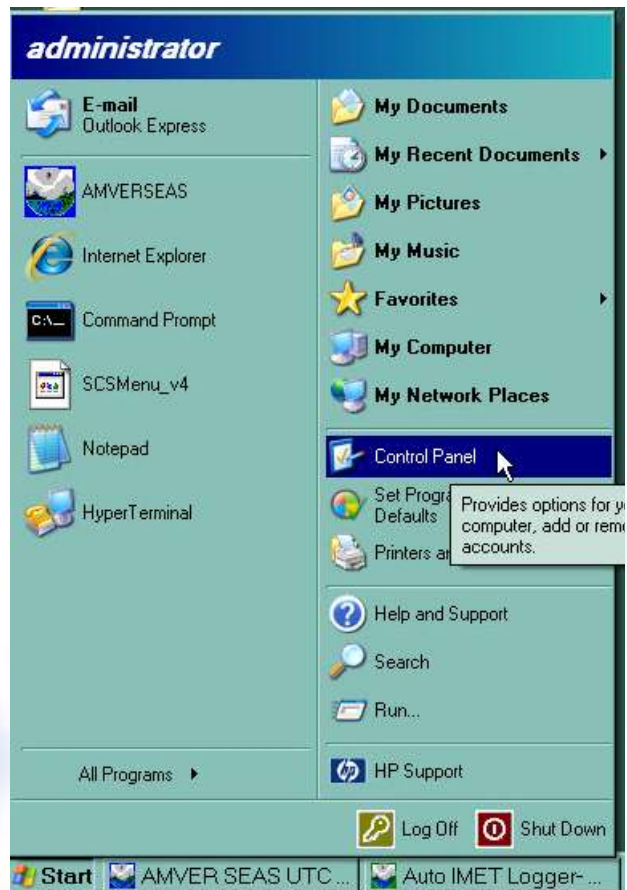 administrator
E-mail
Outlook Express
AMVERSEAS
Internet Explorer
C:\_
Command Prompt
SCSMenu_v4
Notepad
HyperTerminal
All Programs
My Documents
My Recent Documents
My Pictures
My Music
Favorites
My Computer
My Network Places
Control Panel
Set Progra
Defaults
Printers ar
Provides options for y
computer, add or rem
accounts.
Help and Support
Search
Run...
HP Support
Log Off
Shut Down
Start
AMVER SEAS UTC ...
Auto IMET Logger- ...